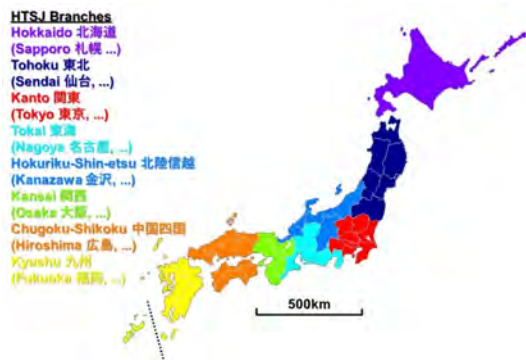 HTSJ Branches
Hokkaido 北海道
(Sapporo 札幌, ...)
Tohoku 東北
(Sendai 仙台, ...)
Kanto 関東
(Tokyo 東京, ...)
Tokai 東海
(Nagoya 名古屋, ...)
Hokuriku-Shin-etsu 北陸信越
(Kanazawa 金沢, ...)
Kansai 関西
(Osaka 大阪, ...)
Chugoku-Shikoku 中国四国
(Hiroshima 広島, ...)
Kyushu 九州
(Fukuoka 福岡, ...)
500km